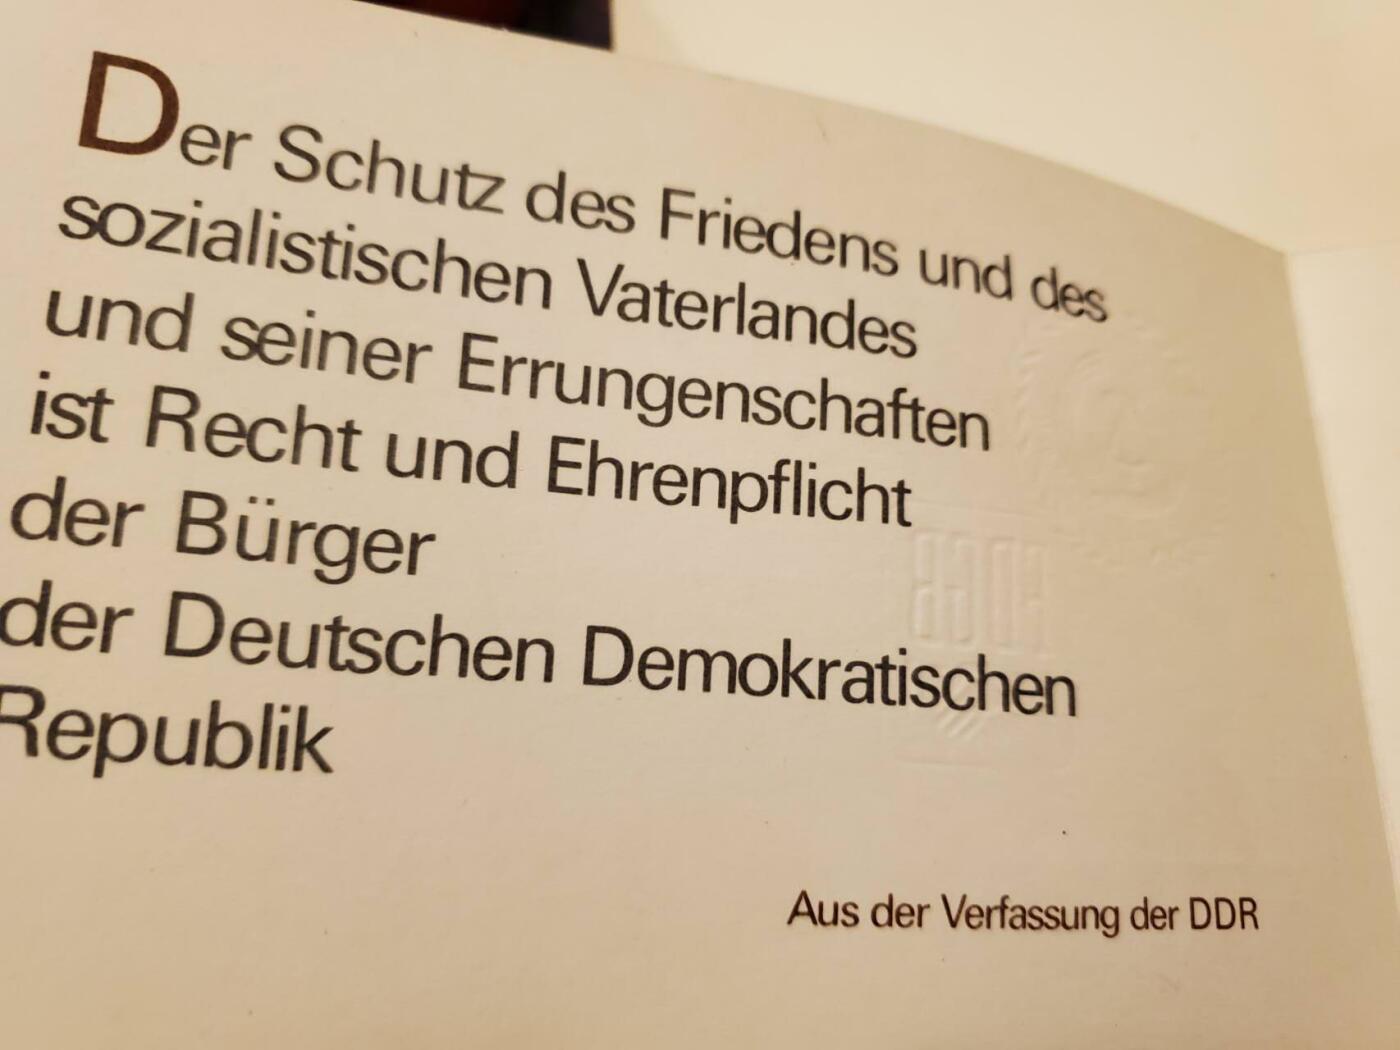 Der Schutz des Friedens und des
sozialistischen Vaterlandes
und seiner Errungenschaften
ist Recht und Ehrenpflicht
der Bürger
der Deutschen Demokratischen
Republik
Aus der Verfassung der DDR